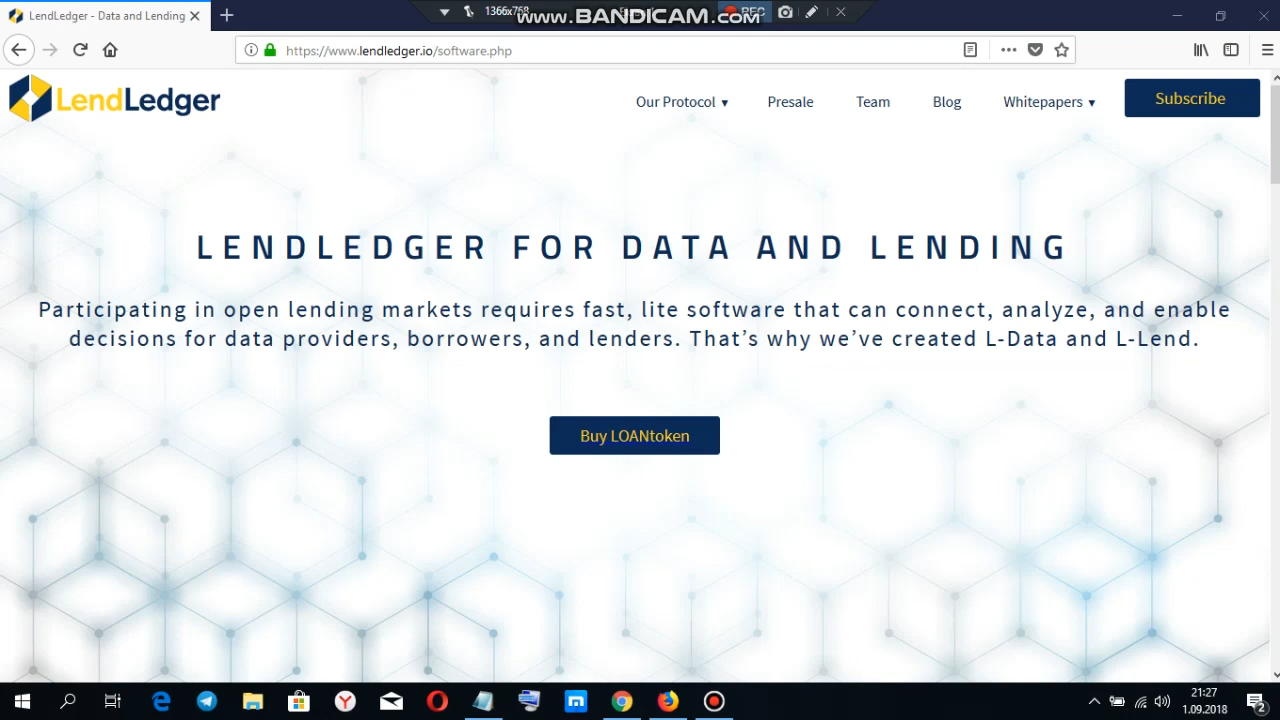 LendLedger - Data and Lending
1366x768
www.BANDICAM.com
REC
https://www.lendledger.io/software.php
LendLedger
Our Protocol ▾
Presale
Team
Blog
Whitepapers ▾
Subscribe
LENDLEDGER FOR DATA AND LENDING
Participating in open lending markets requires fast, lite software that can connect, analyze, and enable
decisions for data providers, borrowers, and lenders. That’s why we’ve created L-Data and L-Lend.
Buy LOANtoken
21:27
1.09.2018
2